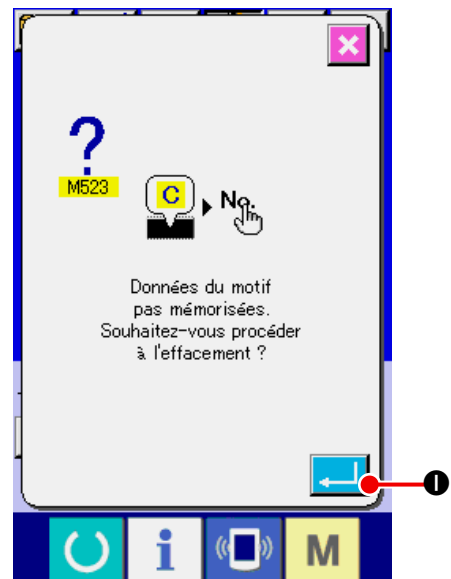 M523
C
No.
Données du motif
pas mémorisées.
Souhaitez-vous procéder
à l'effacement ?
i
M